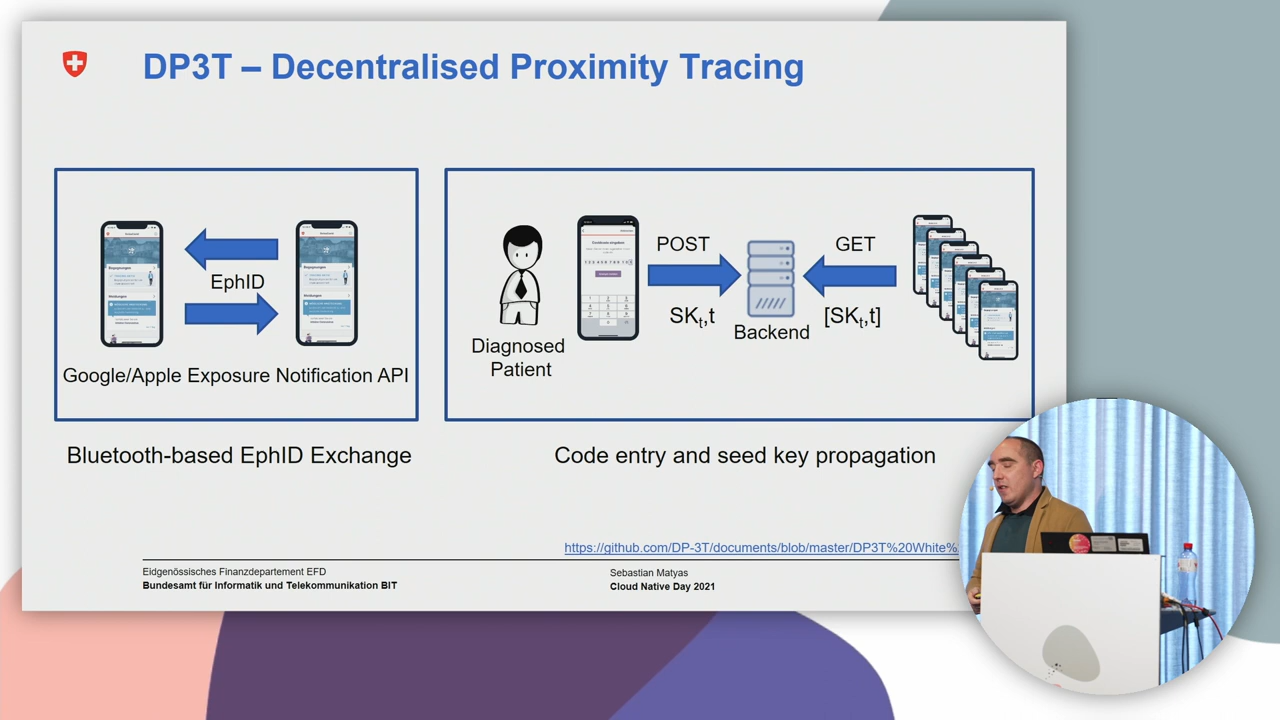 DP3T – Decentralised Proximity Tracing
EphID
Google/Apple Exposure Notification API
Bluetooth-based EphID Exchange
Diagnosed
Patient
POST
SKt,t
Backend
GET
[SKt,t]
Code entry and seed key propagation
https://github.com/DP-3T/documents/blob/master/DP3T%20White%
Eidgenössisches Finanzdepartement EFD
Bundesamt für Informatik und Telekommunikation BIT
Sebastian Matyas
Cloud Native Day 2021